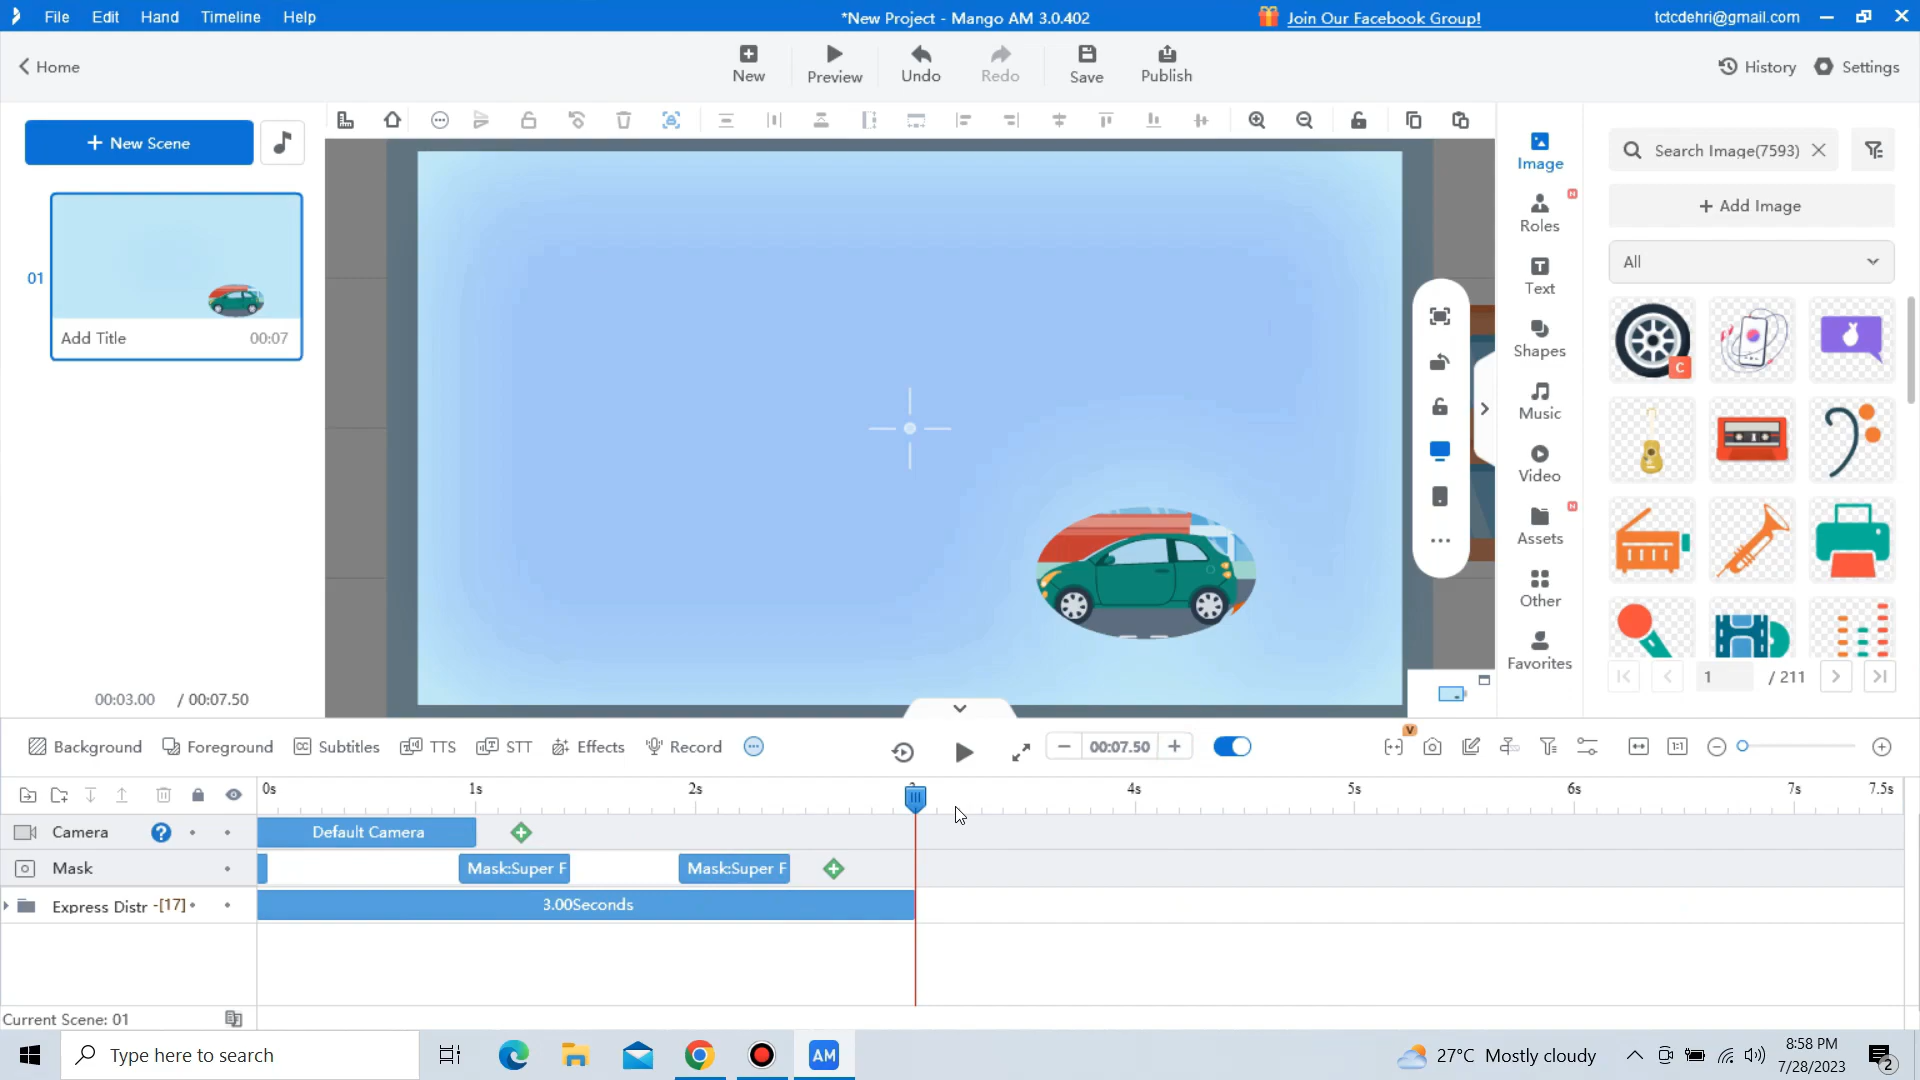 File Edit Hand Timeline Help
*New Project - Mango AM 3.0.402
Join Our Facebook Group!
tctcdehri@gmail.com
Home
New Preview Undo Redo Save Publish
History Settings
+ New Scene
01
Add Title 00:07
00:03.00 / 00:07.50
Image
Roles
N
Text
Shapes
Music
Video
Assets
N
Other
Favorites
Search Image(7593)
+ Add Image
All
C
1 / 211
Background Foreground Subtitles TTS STT Effects Record
CC
00:07.50
V
1:1
0s 1s 2s 4s 5s 6s 7s 7.5s
Camera ? Default Camera
Mask Mask:Super F Mask:Super F
Express Distr -[17] 3.00Seconds
Current Scene: 01
Type here to search
AM
27°C Mostly cloudy
8:58 PM
7/28/2023
2